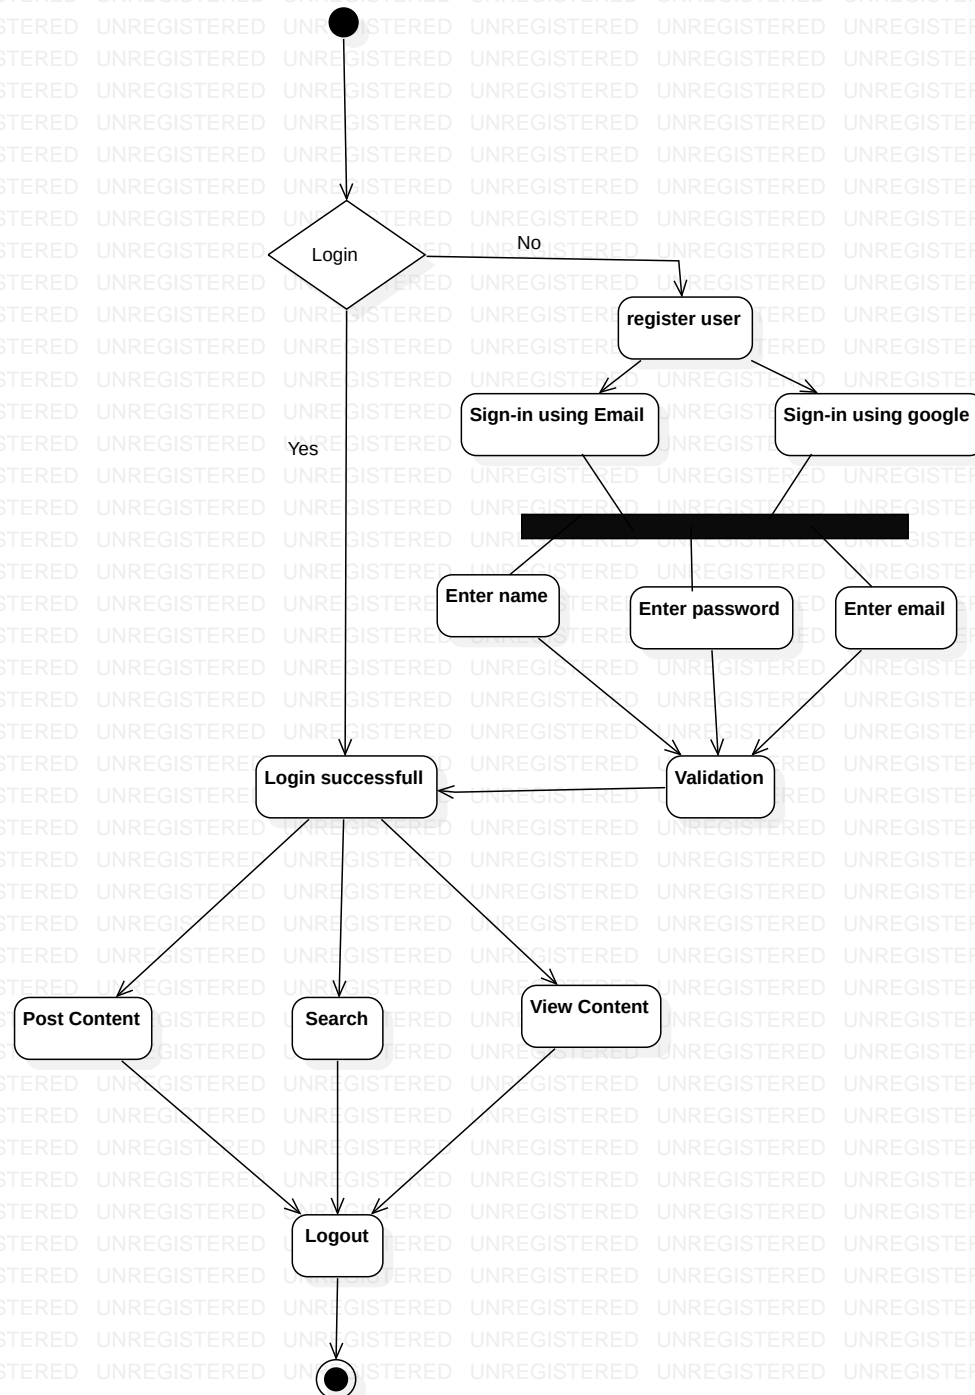 Login
No
register user
Sign-in using Email
Sign-in using google
Yes
Enter name
Enter password
Enter email
Login successfull
Validation
Post Content
Search
View Content
Logout
UNREGISTERED